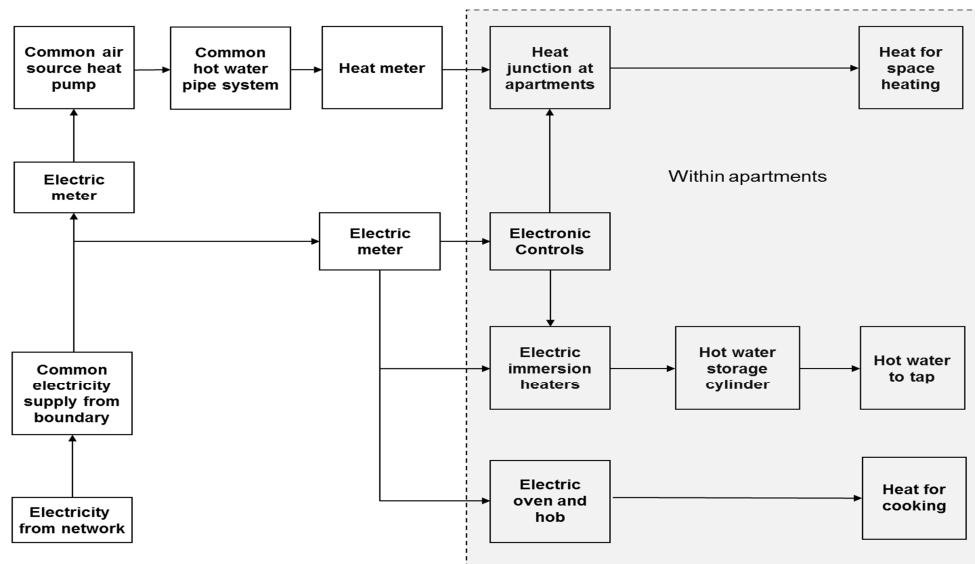 Common air
source heat
pump
Common
hot water
pipe system
Heat meter
Heat
junction at
apartments
Heat for
space
heating
Electric
meter
Within apartments
Electric
meter
Electronic
Controls
Common
electricity
supply from
boundary
Electric
immersion
heaters
Hot water
storage
cylinder
Hot water
to tap
Electricity
from network
Electric
oven and
hob
Heat for
cooking